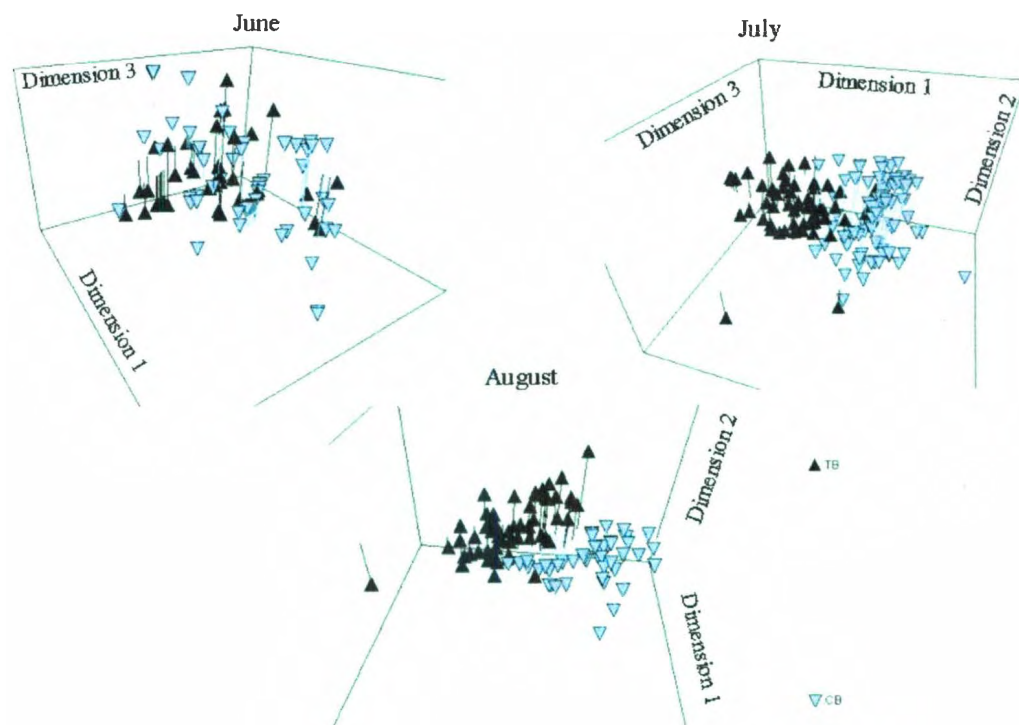 June
July
Dimension 3
Dimension 1
Dimension 3
Dimension 1
Dimension 2
August
Dimension 2
Dimension 1
TB
CB